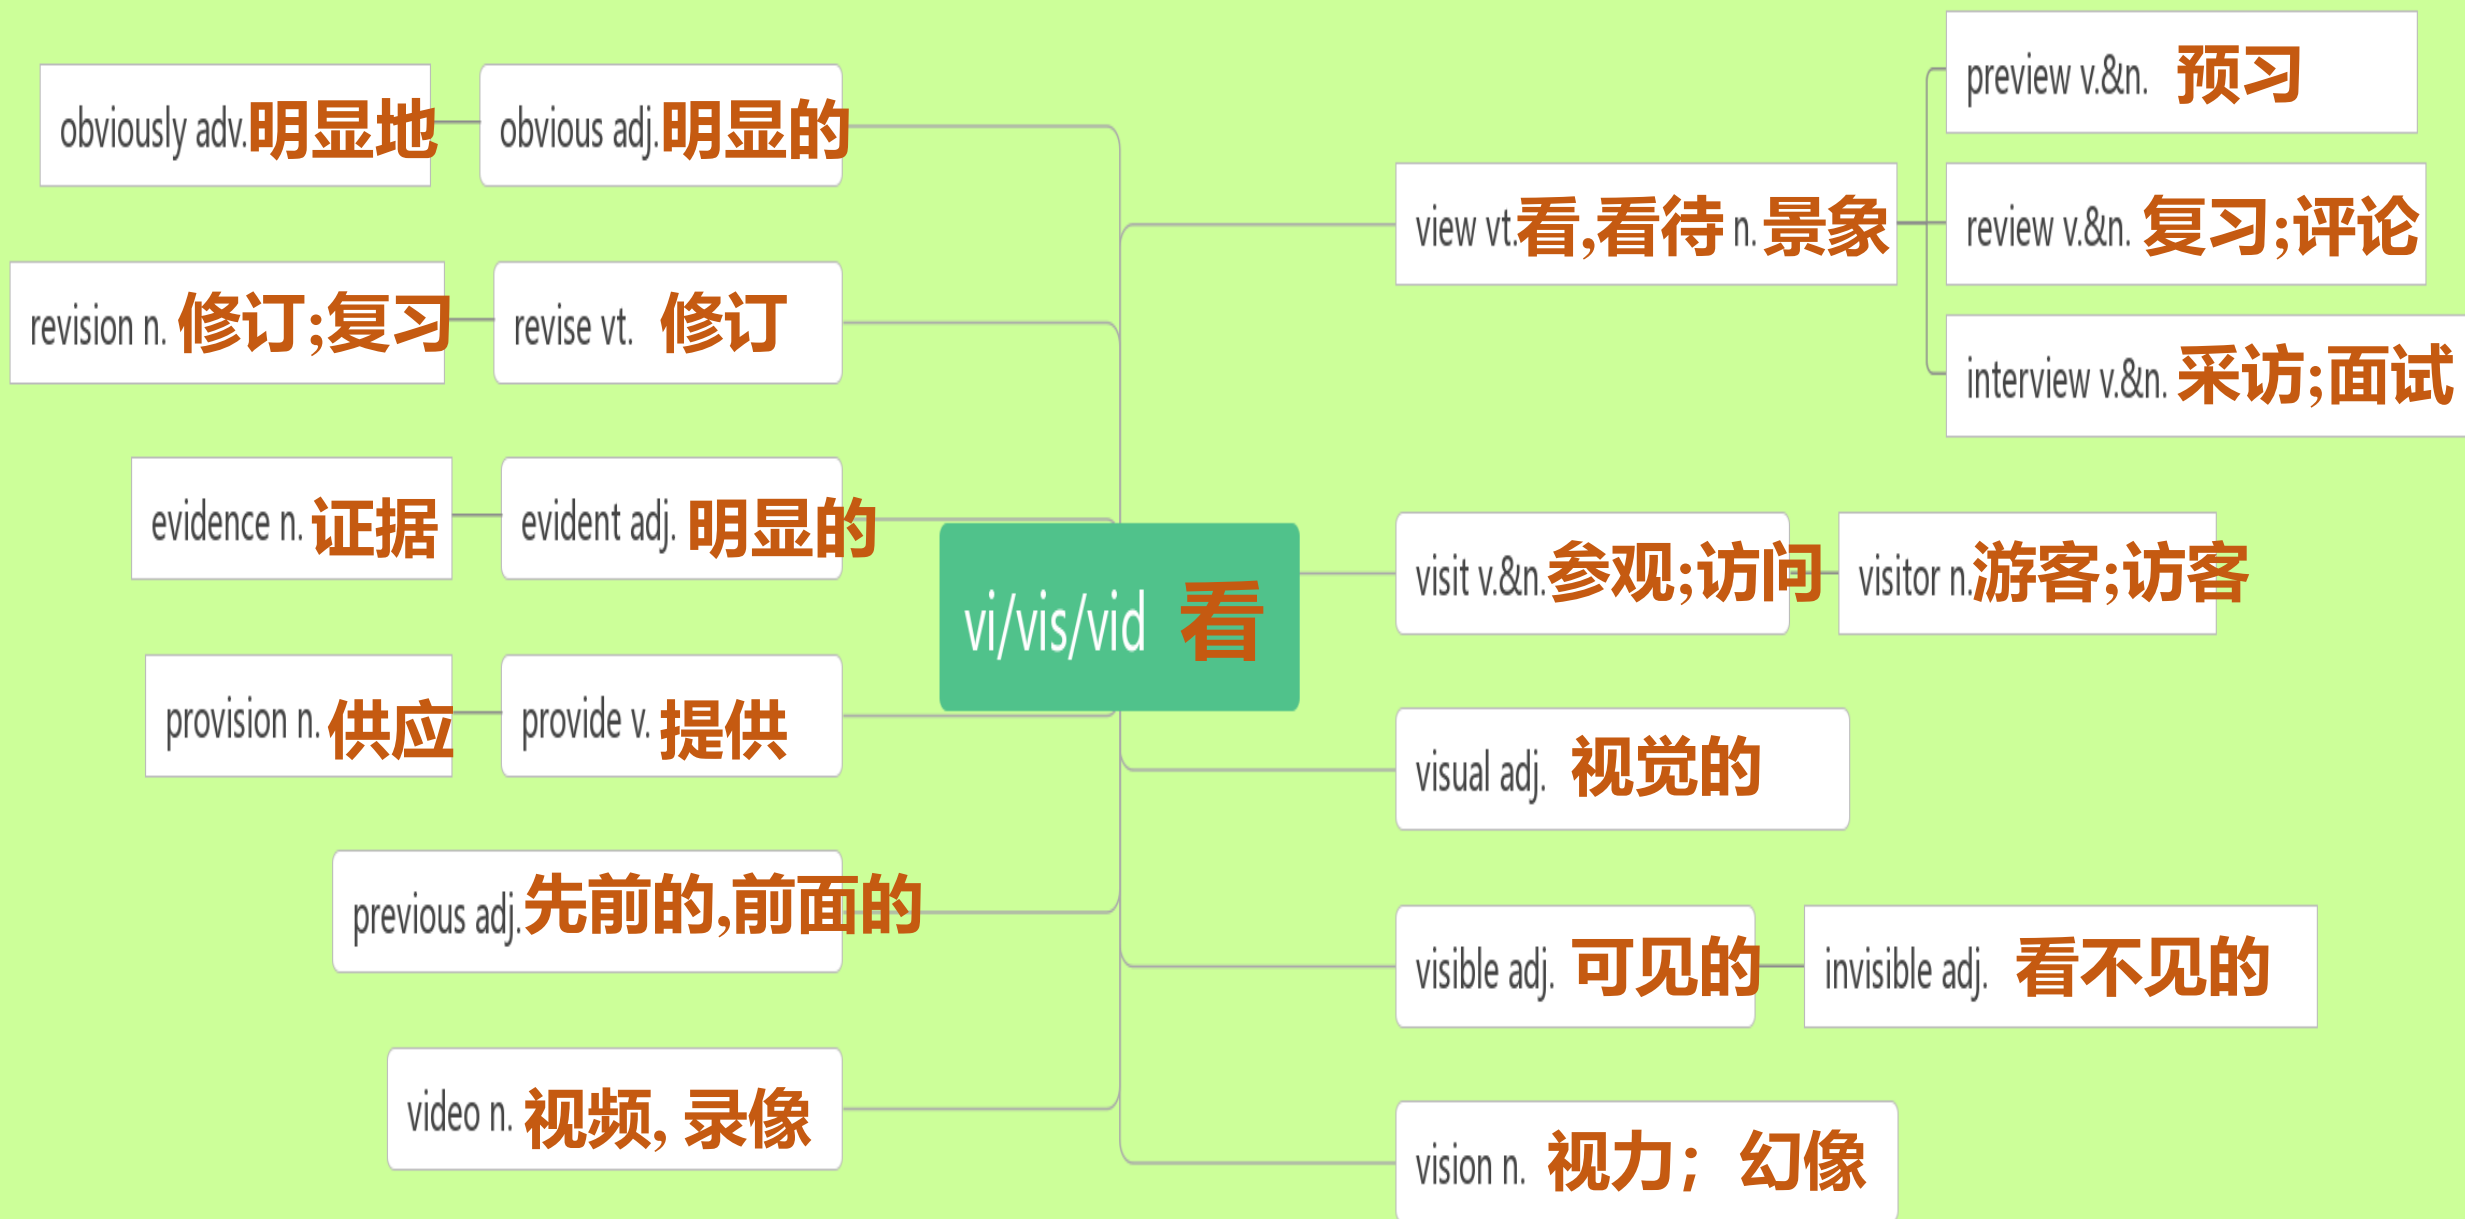 vi/vis/vid 看
obviously adv.明显地
obvious adj.明显的
revision n. 修订;复习
revise vt. 修订
evidence n. 证据
evident adj. 明显的
provision n. 供应
provide v. 提供
previous adj.先前的,前面的
video n. 视频, 录像
view vt.看,看待 n.景象
preview v.&n. 预习
review v.&n. 复习;评论
interview v.&n. 采访;面试
visit v.&n.参观;访问
visitor n.游客;访客
visual adj. 视觉的
visible adj. 可见的
invisible adj. 看不见的
vision n. 视力；幻像